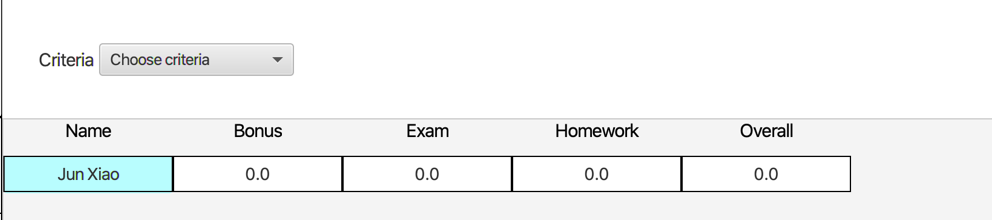 Criteria Choose criteria
Name Bonus Exam Homework Overall
Jun Xiao 0.0 0.0 0.0 0.0